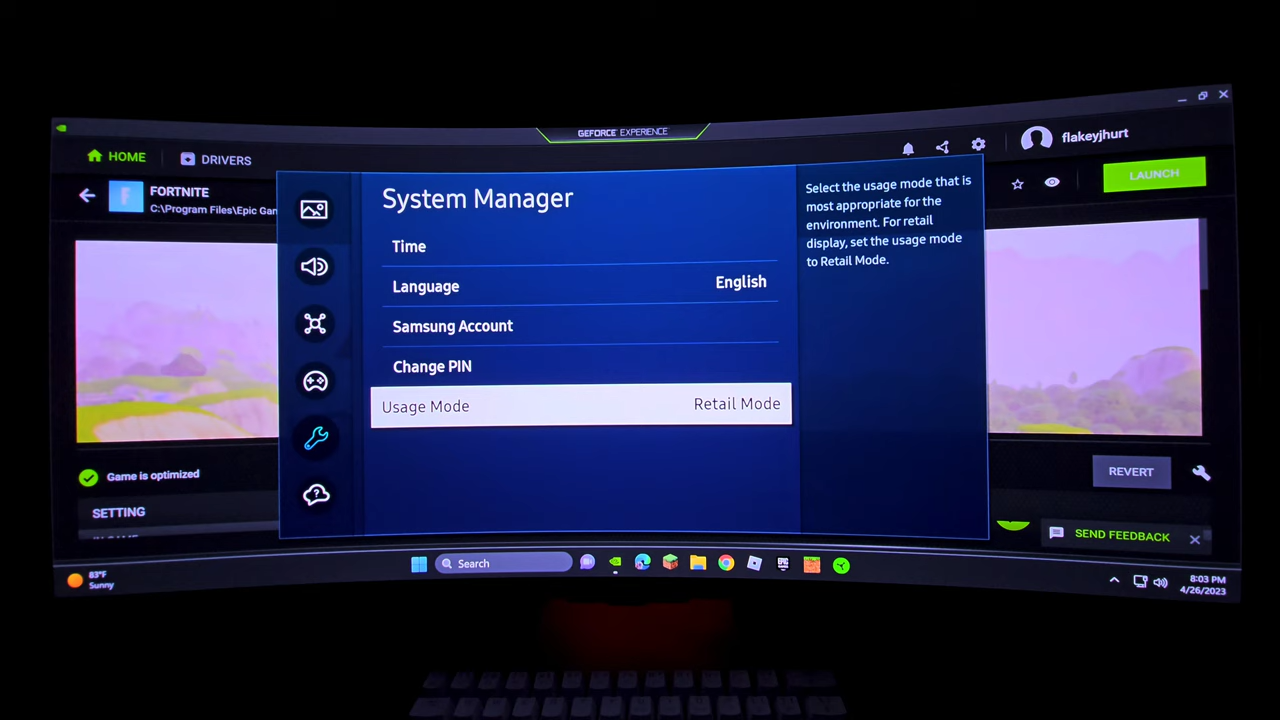 GEFORCE EXPERIENCE
HOME
DRIVERS
flakeyjhurt
FORTNITE
C:\Program Files\Epic Gan
LAUNCH
System Manager
Time
Language English
Samsung Account
Change PIN
Usage Mode Retail Mode
Select the usage mode that is
most appropriate for the
environment. For retail
display, set the usage mode
to Retail Mode.
Game is optimized
REVERT
SETTING
SEND FEEDBACK
83°F
Sunny
Search
EPIC
8:03 PM
4/26/2023